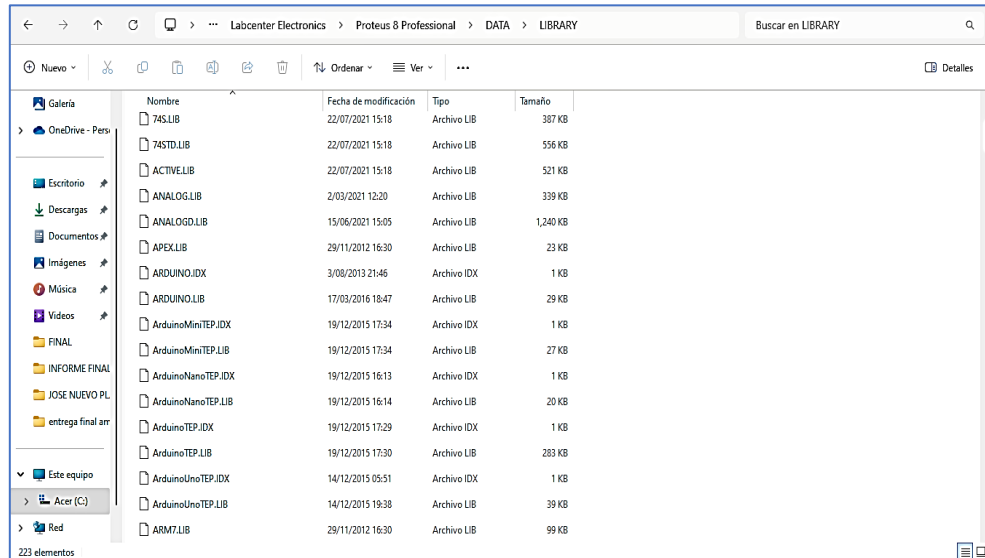 ··· Labcenter Electronics > Proteus 8 Professional > DATA > LIBRARY Buscar en LIBRARY
Nuevo Ordenar Ver ··· Detalles
Galería
OneDrive - Pers
Escritorio
Descargas
Documentos
Imágenes
Música
Videos
FINAL
INFORME FINAL
JOSE NUEVO PL
entrega final am
Este equipo
Acer (C:)
Red
Nombre Fecha de modificación Tipo Tamaño
74S.LIB 22/07/2021 15:18 Archivo LIB 387 KB
74STD.LIB 22/07/2021 15:18 Archivo LIB 556 KB
ACTIVE.LIB 22/07/2021 15:18 Archivo LIB 521 KB
ANALOG.LIB 2/03/2021 12:20 Archivo LIB 339 KB
ANALOGD.LIB 15/06/2021 15:05 Archivo LIB 1,240 KB
APEX.LIB 29/11/2012 16:30 Archivo LIB 23 KB
ARDUINO.IDX 3/08/2013 21:46 Archivo IDX 1 KB
ARDUINO.LIB 17/03/2016 18:47 Archivo LIB 29 KB
ArduinoMiniTEP.IDX 19/12/2015 17:34 Archivo IDX 1 KB
ArduinoMiniTEP.LIB 19/12/2015 17:34 Archivo LIB 27 KB
ArduinoNanoTEP.IDX 19/12/2015 16:13 Archivo IDX 1 KB
ArduinoNanoTEP.LIB 19/12/2015 16:14 Archivo LIB 20 KB
ArduinoTEP.IDX 19/12/2015 17:29 Archivo IDX 1 KB
ArduinoTEP.LIB 19/12/2015 17:30 Archivo LIB 283 KB
ArduinoUnoTEP.IDX 14/12/2015 05:51 Archivo IDX 1 KB
ArduinoUnoTEP.LIB 14/12/2015 19:38 Archivo LIB 39 KB
ARM7.LIB 29/11/2012 16:30 Archivo LIB 99 KB
223 elementos